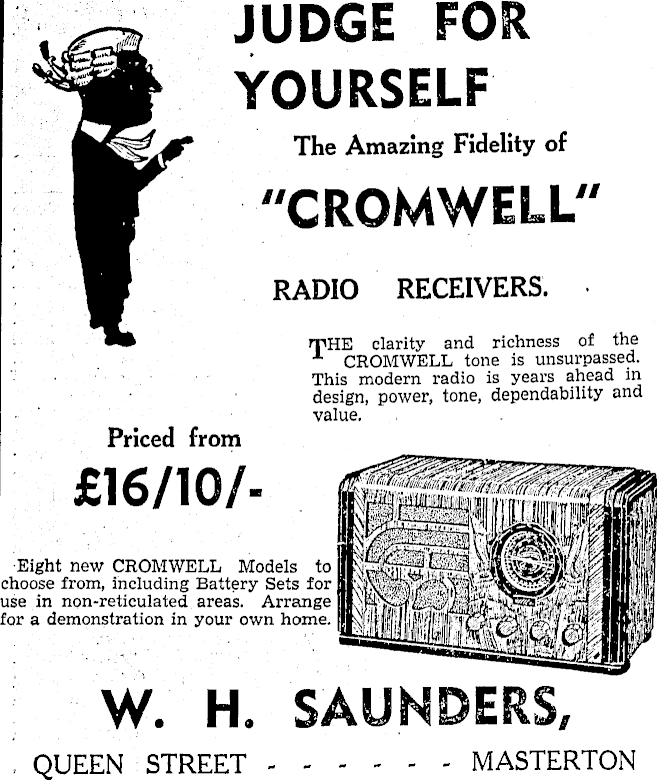 JUDGE FOR
YOURSELF
The Amazing Fidelity of
"CROMWELL"
RADIO RECEIVERS.
THE clarity and richness of the
CROMWELL tone is unsurpassed.
This modern radio is years ahead in
design, power, tone, dependability and
value.
Priced from
£16/10/-
Eight new CROMWELL Models to
choose from, including Battery Sets for
use in non-reticulated areas. Arrange
for a demonstration in your own home.
W. H. SAUNDERS,
QUEEN STREET - - - - - - MASTERTON